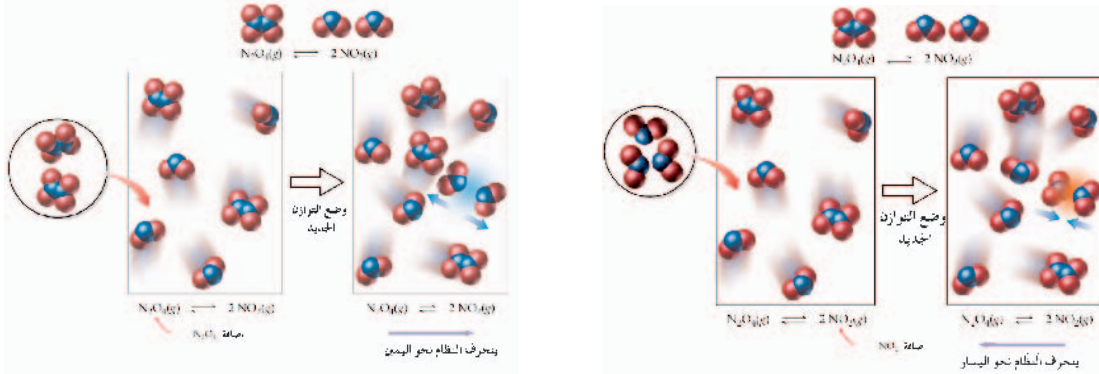 N₂O₄(g) ⇌ 2 NO₂(g)
وضع التوازن
الجديد
N₂O₄(g) ⇌ 2 NO₂(g)
N₂O₄(g) ⇌ 2 NO₂(g)
إضافة N₂O₄
ينحرف النظام نحو اليمين
N₂O₄(g) ⇌ 2 NO₂(g)
وضع التوازن
الجديد
N₂O₄(g) ⇌ 2 NO₂(g)
N₂O₄(g) ⇌ 2 NO₂(g)
إضافة NO₂
ينحرف النظام نحو اليسار